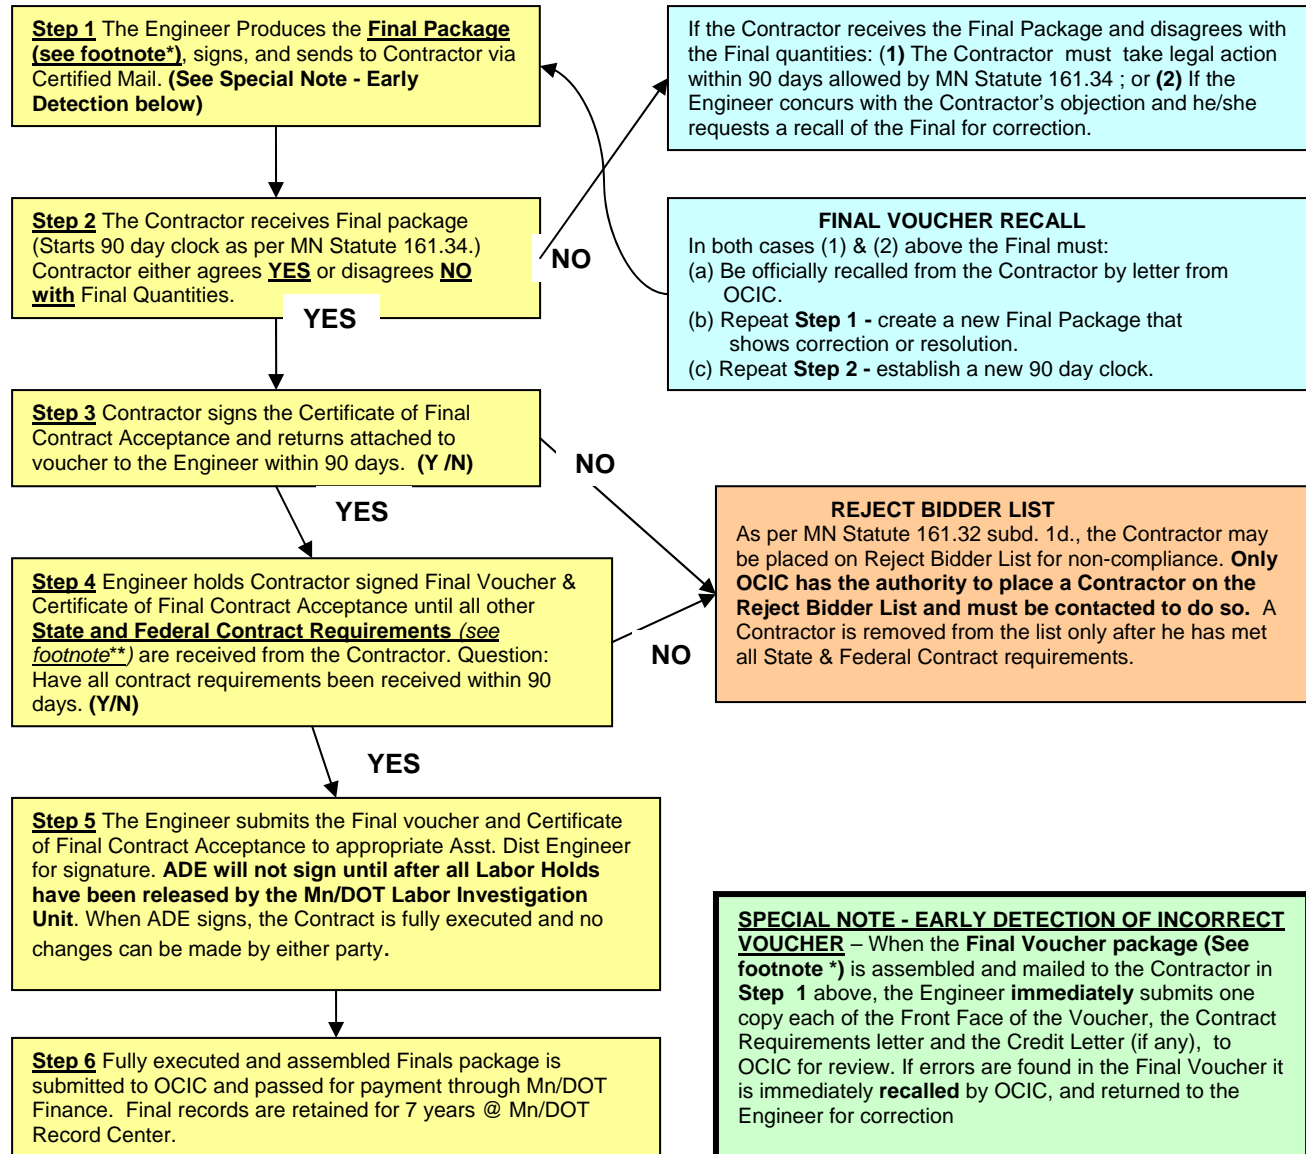 Step 1 The Engineer Produces the Final Package
(see footnote*), signs, and sends to Contractor via
Certified Mail. (See Special Note - Early
Detection below)
If the Contractor receives the Final Package and disagrees with
the Final quantities: (1) The Contractor must take legal action
within 90 days allowed by MN Statute 161.34 ; or (2) If the
Engineer concurs with the Contractor's objection and he/she
requests a recall of the Final for correction.
Step 2 The Contractor receives Final package
(Starts 90 day clock as per MN Statute 161.34.)
Contractor either agrees YES or disagrees NO
with Final Quantities.
NO
YES
FINAL VOUCHER RECALL
In both cases (1) & (2) above the Final must:
(a) Be officially recalled from the Contractor by letter from
OCIC.
(b) Repeat Step 1 - create a new Final Package that
shows correction or resolution.
(c) Repeat Step 2 - establish a new 90 day clock.
Step 3 Contractor signs the Certificate of Final
Contract Acceptance and returns attached to
voucher to the Engineer within 90 days. (Y /N)
NO
YES
REJECT BIDDER LIST
As per MN Statute 161.32 subd. 1d., the Contractor may
be placed on Reject Bidder List for non-compliance. Only
OCIC has the authority to place a Contractor on the
Reject Bidder List and must be contacted to do so. A
Contractor is removed from the list only after he has met
all State & Federal Contract requirements.
Step 4 Engineer holds Contractor signed Final Voucher &
Certificate of Final Contract Acceptance until all other
State and Federal Contract Requirements (see
footnote**) are received from the Contractor. Question:
Have all contract requirements been received within 90
days. (Y/N)
NO
YES
Step 5 The Engineer submits the Final voucher and Certificate
of Final Contract Acceptance to appropriate Asst. Dist Engineer
for signature. ADE will not sign until after all Labor Holds
have been released by the Mn/DOT Labor Investigation
Unit. When ADE signs, the Contract is fully executed and no
changes can be made by either party.
SPECIAL NOTE - EARLY DETECTION OF INCORRECT
VOUCHER – When the Final Voucher package (See
footnote *) is assembled and mailed to the Contractor in
Step 1 above, the Engineer immediately submits one
copy each of the Front Face of the Voucher, the Contract
Requirements letter and the Credit Letter (if any), to
OCIC for review. If errors are found in the Final Voucher it
is immediately recalled by OCIC, and returned to the
Engineer for correction
Step 6 Fully executed and assembled Finals package is
submitted to OCIC and passed for payment through Mn/DOT
Finance. Final records are retained for 7 years @ Mn/DOT
Record Center.